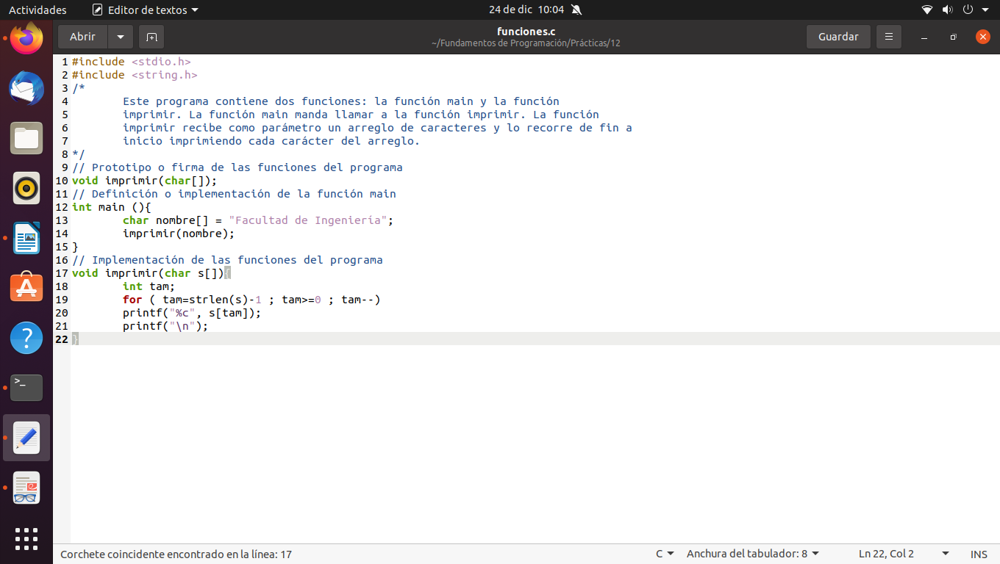 Actividades Editor de textos 24 de dic 10:04
Abrir funciones.c Guardar
~/Fundamentos de Programación/Prácticas/12
1 #include <stdio.h>
2 #include <string.h>
3 /*
4 Este programa contiene dos funciones: la función main y la función
5 imprimir. La función main manda llamar a la función imprimir. La función
6 imprimir recibe como parámetro un arreglo de caracteres y lo recorre de fin a
7 inicio imprimiendo cada carácter del arreglo.
8 */
9 // Prototipo o firma de las funciones del programa
10 void imprimir(char[]);
11 // Definición o implementación de la función main
12 int main (){
13 char nombre[] = "Facultad de Ingeniería";
14 imprimir(nombre);
15 }
16 // Implementación de las funciones del programa
17 void imprimir(char s[]){
18 int tam;
19 for ( tam=strlen(s)-1 ; tam>=0 ; tam--)
20 printf("%c", s[tam]);
21 printf("\n");
22 }
Corchete coincidente encontrado en la línea: 17 C Anchura del tabulador: 8 Ln 22, Col 2 INS